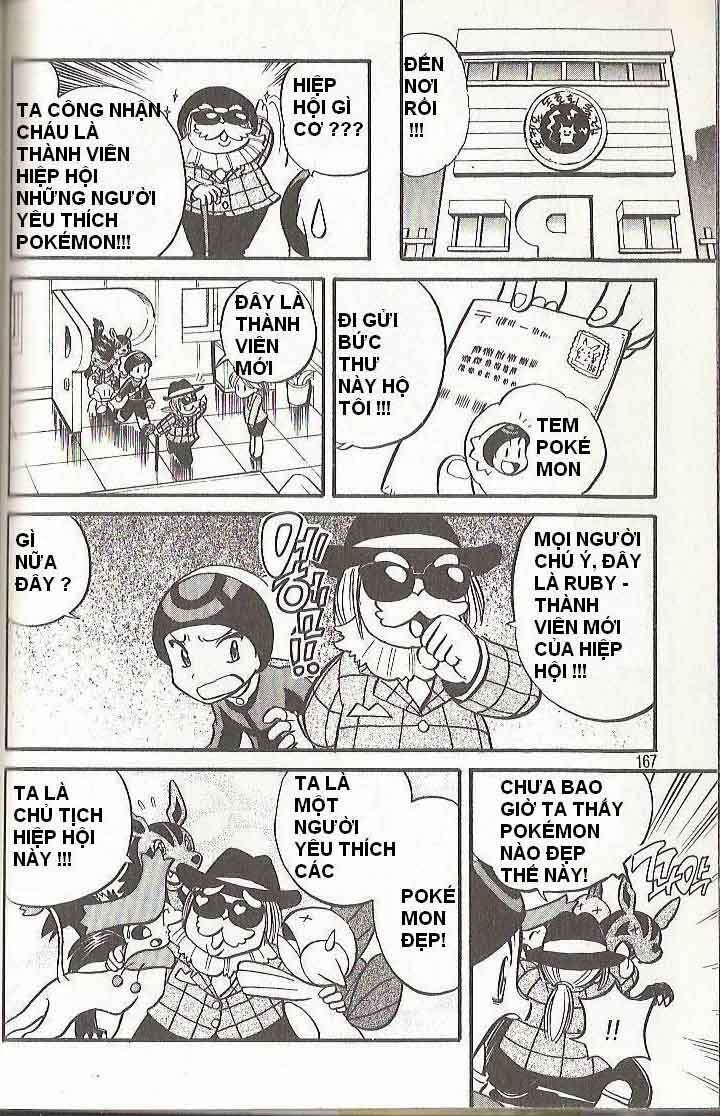 ĐẾN
NƠI
RỒI
!!!
HIỆP
HỘI GÌ
CƠ ???
TA CÔNG NHẬN
CHÁU LÀ
THÀNH VIÊN
HIỆP HỘI
NHỮNG NGƯỜI
YÊU THÍCH
POKÉMON!!!
ĐI GỬI
BỨC
THƯ
NÀY HỘ
TÔI !!!
TEM
POKÉ
MON
ĐÂY LÀ
THÀNH
VIÊN
MỚI
MỌI NGƯỜI
CHÚ Ý, ĐÂY
LÀ RUBY -
THÀNH
VIÊN MỚI
CỦA HIỆP
HỘI !!!
에헴!!
GÌ
NỮA
ĐÂY ?
167
CHƯA BAO
GIỜ TA THẤY
POKÉMON
NÀO ĐẸP
THẾ NÀY!
!!
TA LÀ
MỘT
NGƯỜI
YÊU THÍCH
CÁC
POKÉ
MON
ĐẸP!
TA LÀ
CHỦ TỊCH
HIỆP HỘI
NÀY !!!